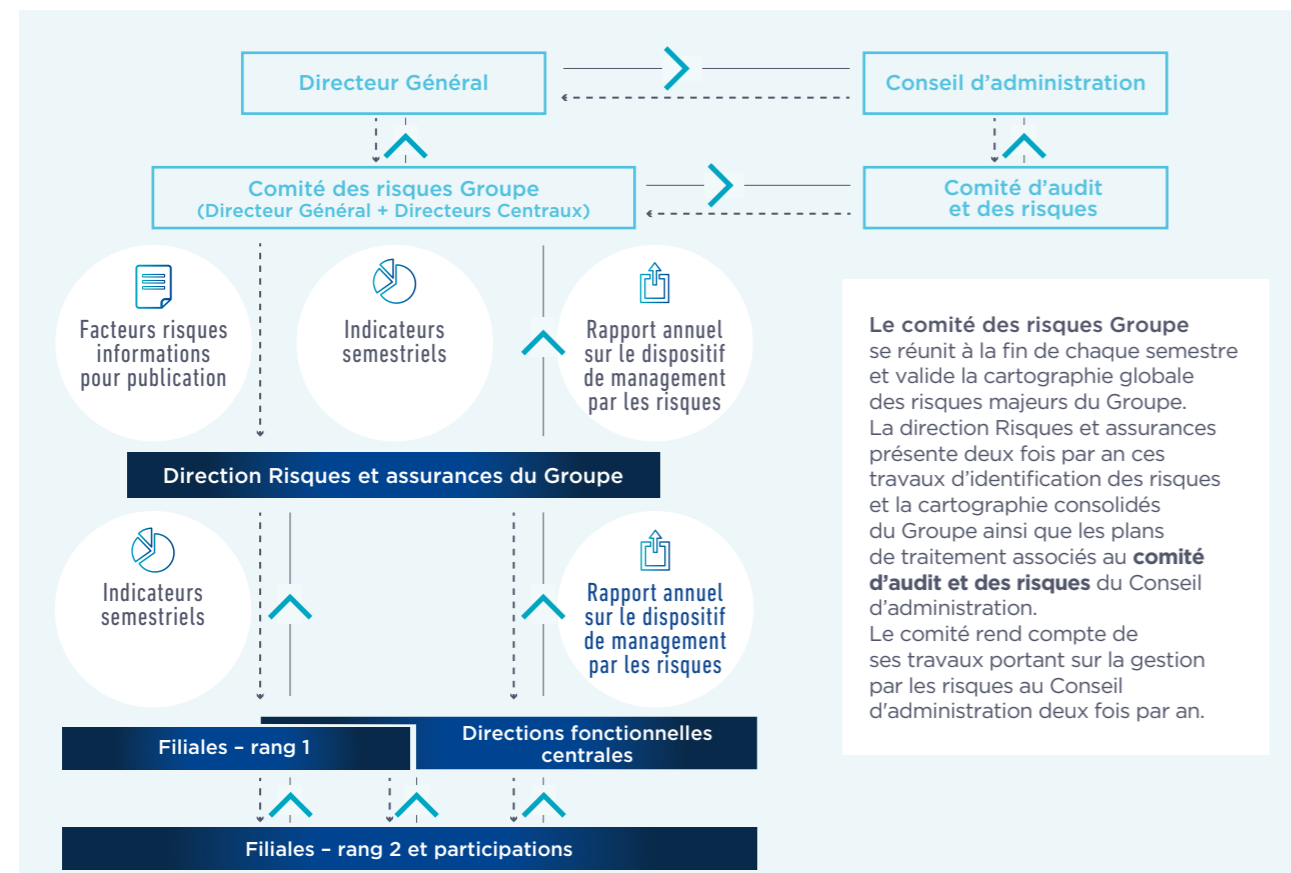 Directeur Général
Conseil d’administration
Comité des risques Groupe
(Directeur Général + Directeurs Centraux)
Comité d’audit
et des risques
Facteurs risques
informations
pour publication
Indicateurs
semestriels
Rapport annuel
sur le dispositif
de management
par les risques
Direction Risques et assurances du Groupe
Indicateurs
semestriels
Rapport annuel
sur le dispositif
de management
par les risques
Filiales – rang 1
Directions fonctionnelles
centrales
Filiales – rang 2 et participations
Le comité des risques Groupe
se réunit à la fin de chaque semestre
et valide la cartographie globale
des risques majeurs du Groupe.
La direction Risques et assurances
présente deux fois par an ces
travaux d’identification des risques
et la cartographie consolidés
du Groupe ainsi que les plans
de traitement associés au comité
d’audit et des risques du Conseil
d’administration.
Le comité rend compte de
ses travaux portant sur la gestion
par les risques au Conseil
d'administration deux fois par an.